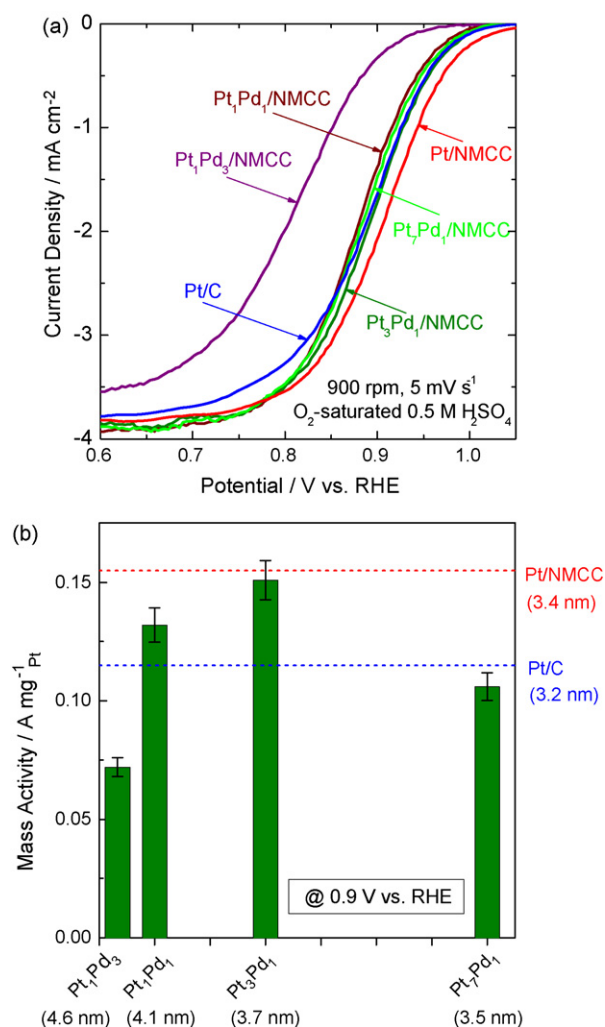 (a)
0
-1
-2
-3
-4
Current Density / mA cm⁻²
Pt₁Pd₁/NMCC
Pt₁Pd₃/NMCC
Pt/NMCC
Pt₇Pd₁/NMCC
Pt/C
Pt₃Pd₁/NMCC
900 rpm, 5 mV s⁻¹
O₂-saturated 0.5 M H₂SO₄
0.6 0.7 0.8 0.9 1.0
Potential / V vs. RHE
(b)
0.15
0.10
0.05
0.00
Mass Activity / A mg⁻¹Pt
Pt/NMCC
(3.4 nm)
Pt/C
(3.2 nm)
@ 0.9 V vs. RHE
Pt₁Pd₃ Pt₁Pd₁ Pt₃Pd₁ Pt₇Pd₁
(4.6 nm) (4.1 nm) (3.7 nm) (3.5 nm)